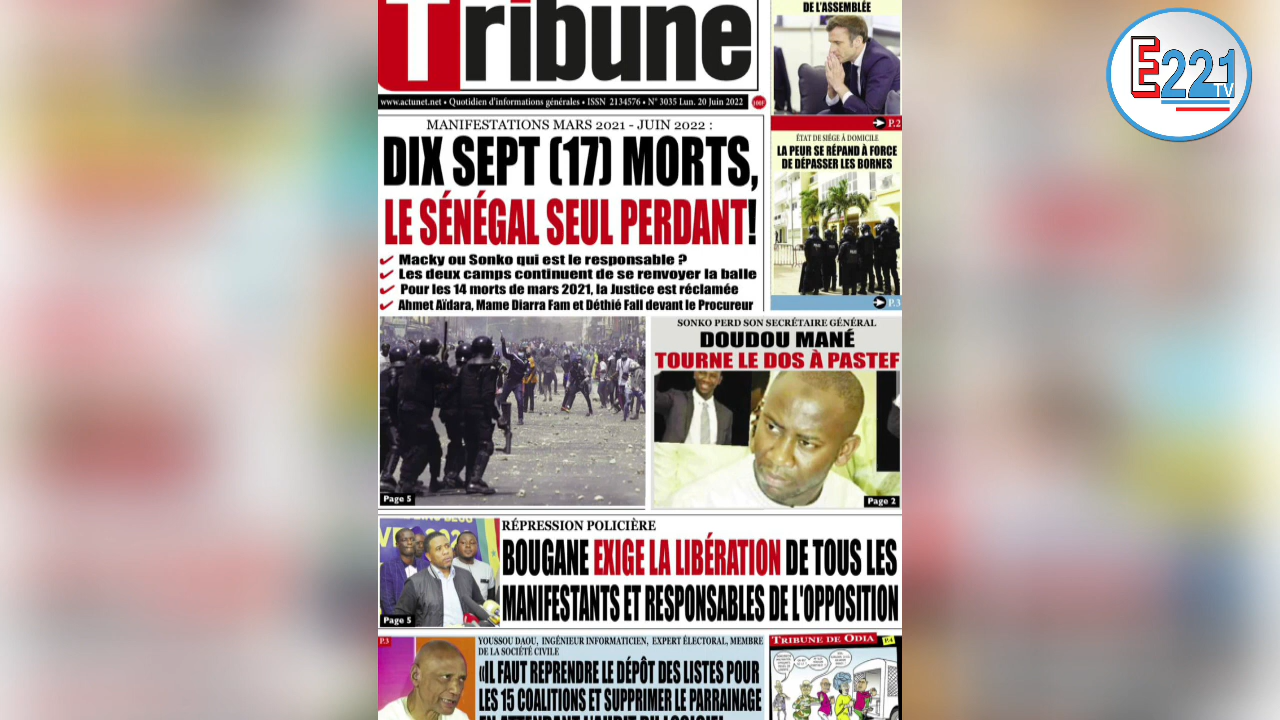 Tribune
www.actunet.net • Quotidien d'informations générales • ISSN 2134576 • N° 3035 Lun. 20 Juin 2022
100F
DE L'ASSEMBLÉE
P.2
MANIFESTATIONS MARS 2021 - JUIN 2022 :
DIX SEPT (17) MORTS,
LE SÉNÉGAL SEUL PERDANT!
Macky ou Sonko qui est le responsable ?
Les deux camps continuent de se renvoyer la balle
Pour les 14 morts de mars 2021, la Justice est réclamée
Ahmet Aïdara, Mame Diarra Fam et Déthié Fall devant le Procureur
ÉTAT DE SIÈGE À DOMICILE
LA PEUR SE RÉPAND À FORCE
DE DÉPASSER LES BORNES
P.3
Page 5
SONKO PERD SON SECRÉTAIRE GÉNÉRAL
DOUDOU MANÉ
TOURNE LE DOS À PASTEF
Page 2
RÉPRESSION POLICIÈRE
BOUGANE EXIGE LA LIBÉRATION DE TOUS LES
MANIFESTANTS ET RESPONSABLES DE L'OPPOSITION
Page 5
P.3
YOUSSOU DAOU, INGÉNIEUR INFORMATICIEN, EXPERT ÉLECTORAL, MEMBRE
DE LA SOCIÉTÉ CIVILE
«IL FAUT REPRENDRE LE DÉPÔT DES LISTES POUR
LES 15 COALITIONS ET SUPPRIMER LE PARRAINAGE
EN ATTENDANT L'AUDIT DU LOGICIEL
TRIBUNE DE ODIA
P.4
E221
TV